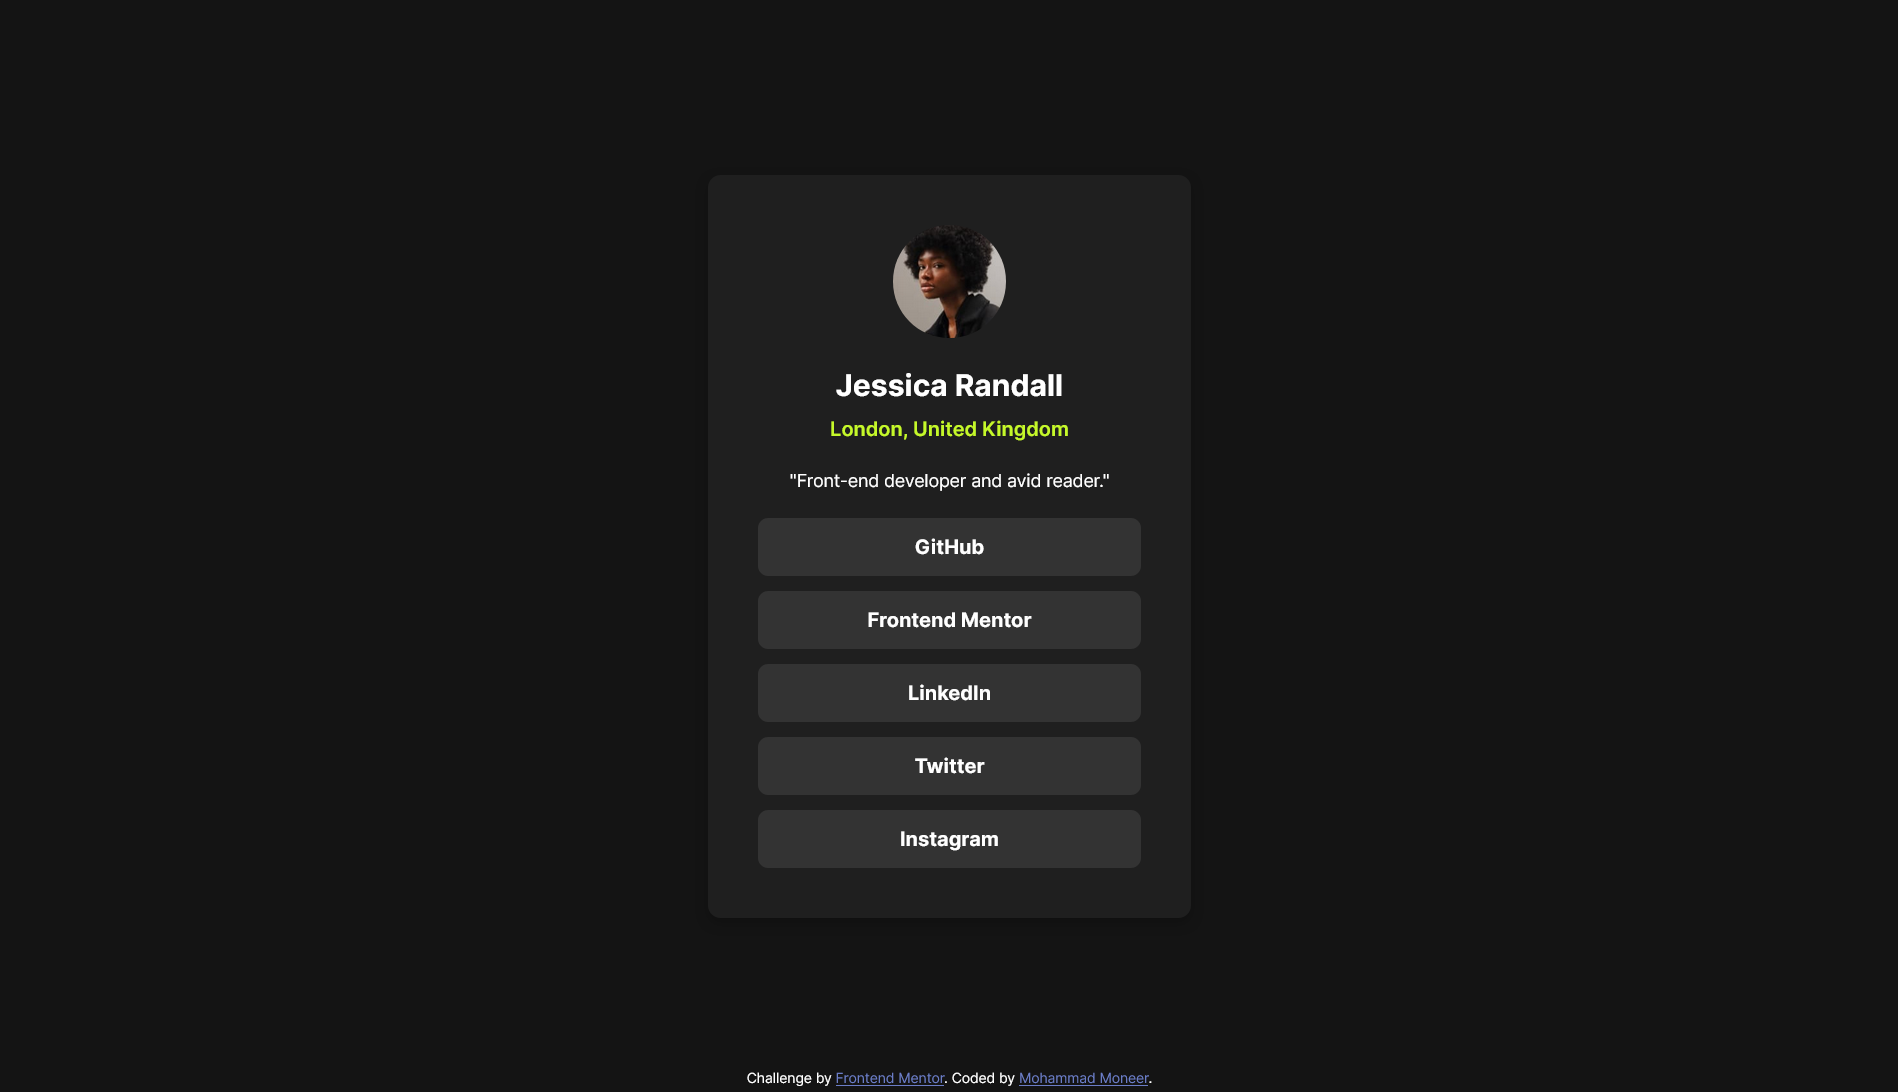 Jessica Randall
London, United Kingdom
"Front-end developer and avid reader."
GitHub
Frontend Mentor
LinkedIn
Twitter
Instagram
Challenge by Frontend Mentor. Coded by Mohammad Moneer.